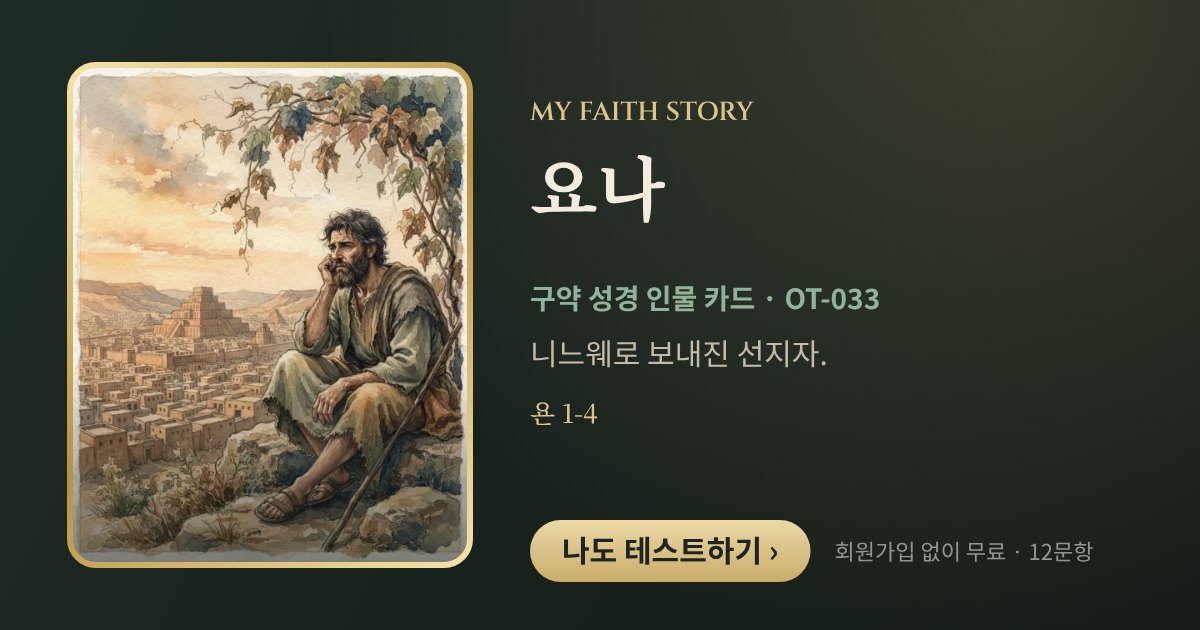 MY FAITH STORY
요나
구약 성경 인물 카드 · OT-033
니느웨로 보내진 선지자.
욘 1-4
나도 테스트하기 ›
회원가입 없이 무료 · 12문항